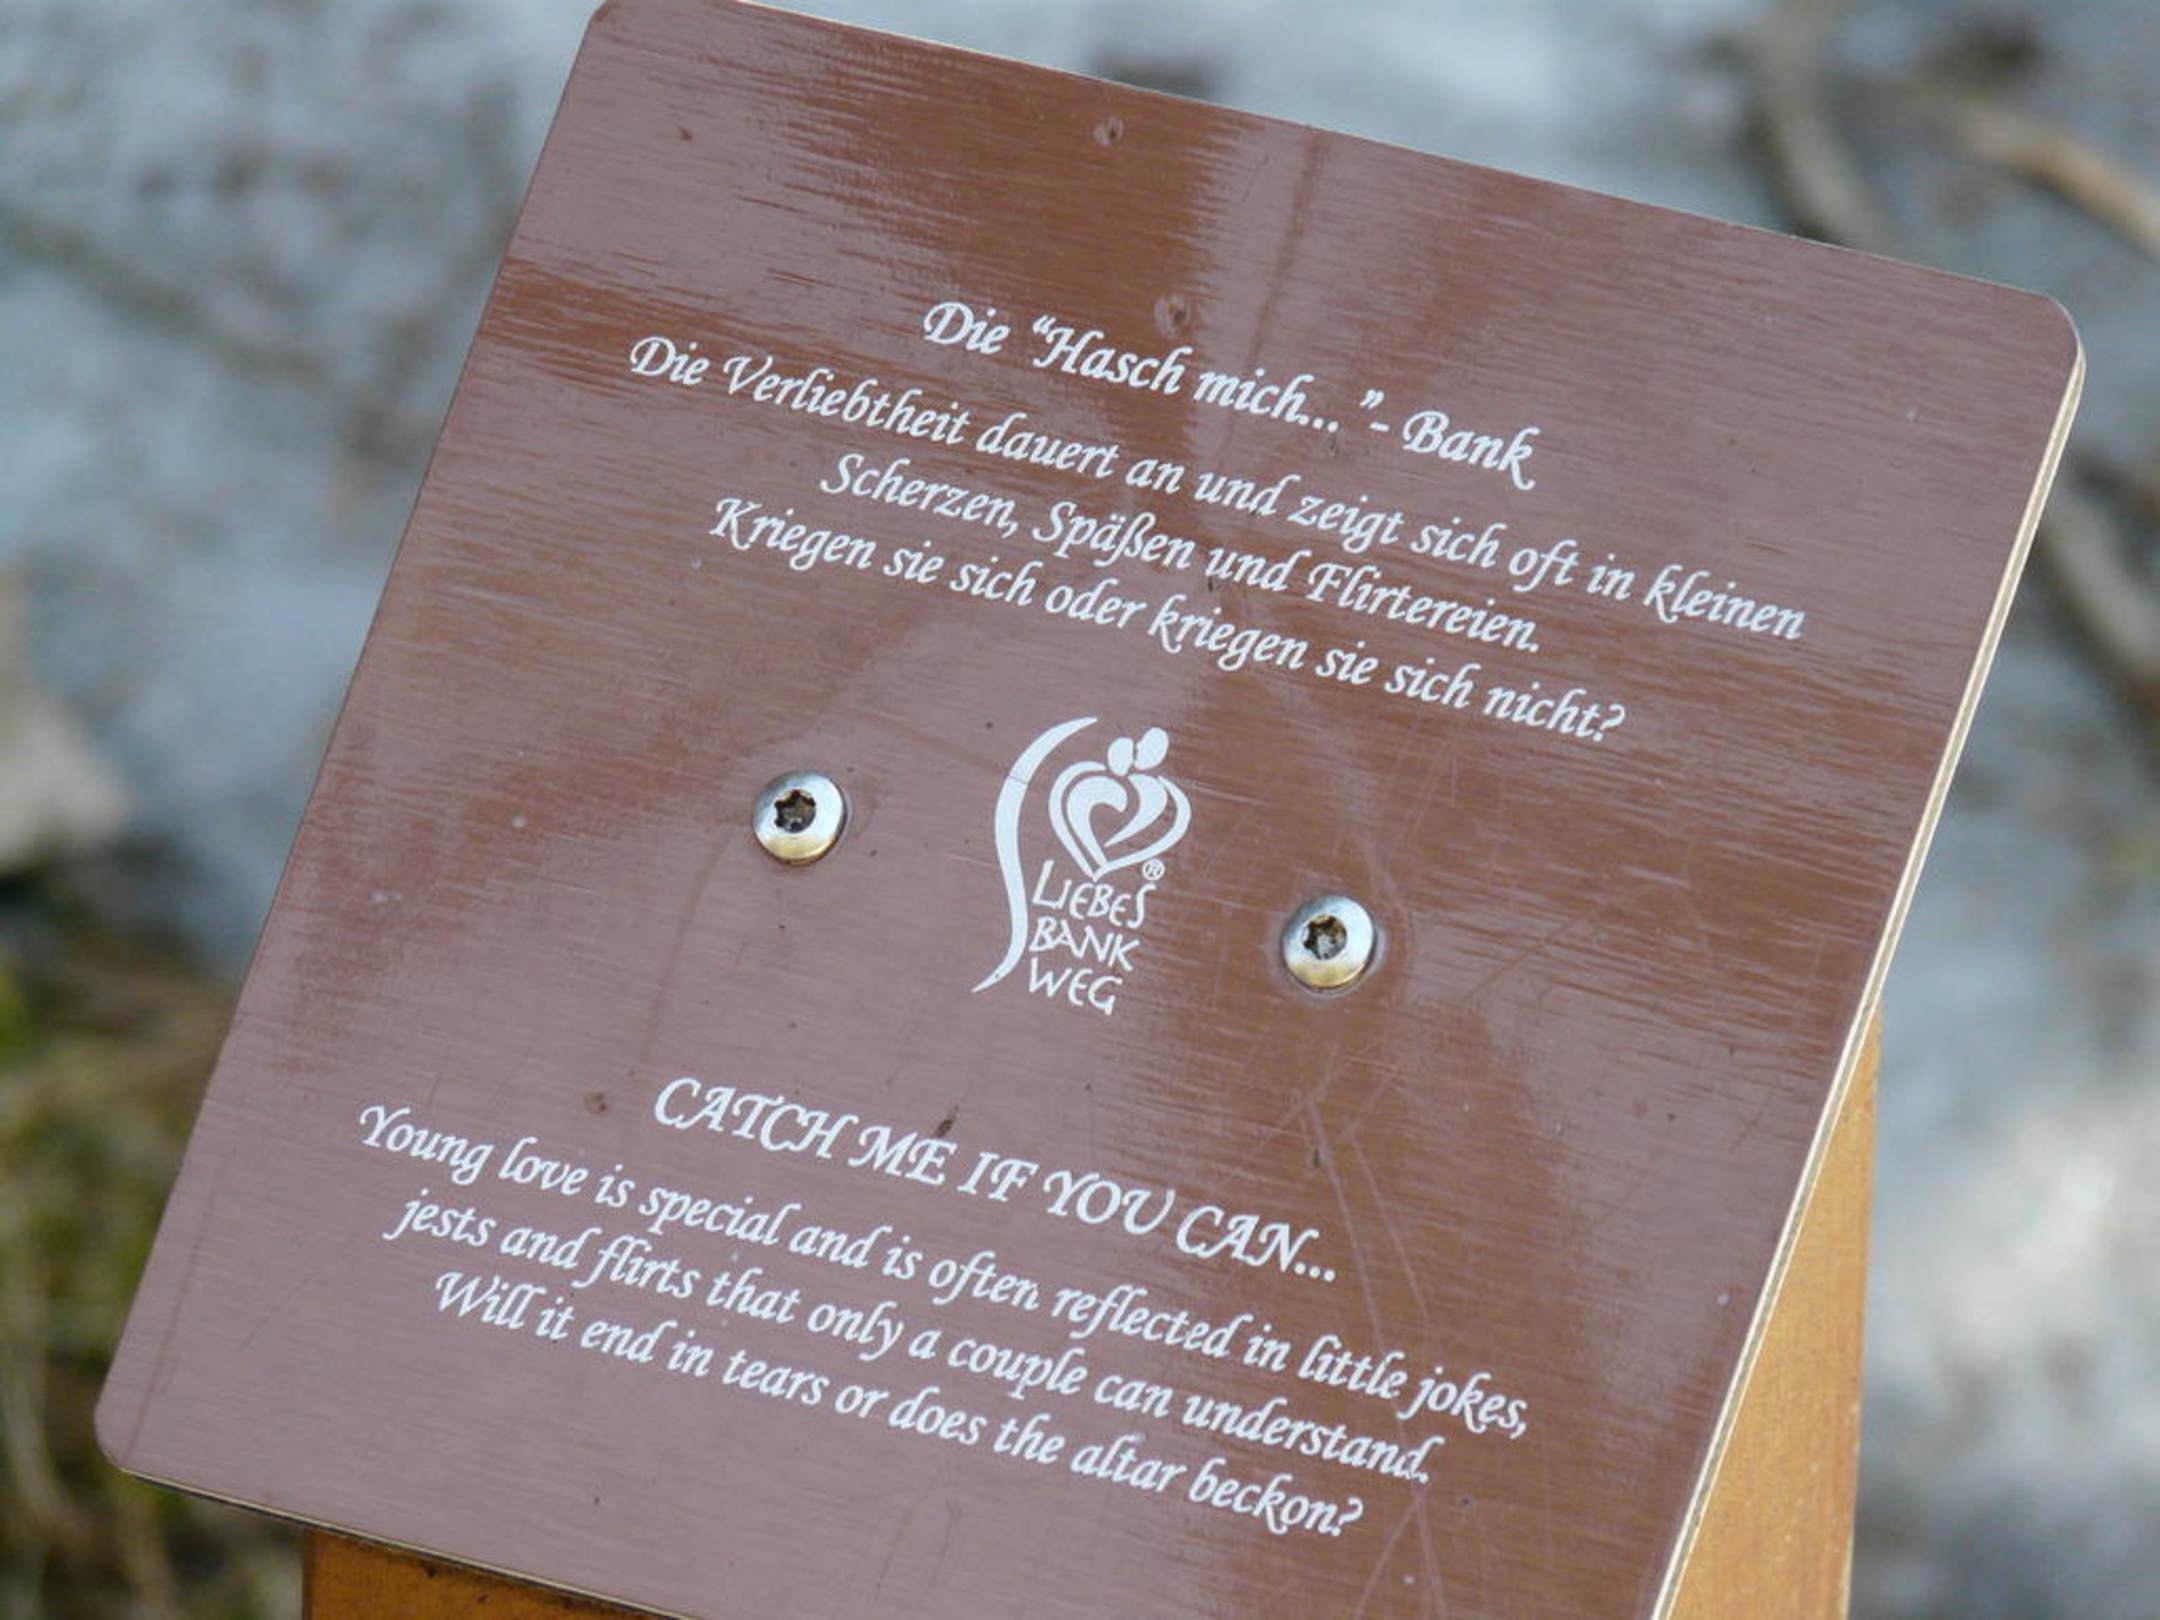 Die “Hasch mich... ”- Bank
Die Verliebtheit dauert an und zeigt sich oft in kleinen
Scherzen, Späßen und Flirtereien.
Kriegen sie sich oder kriegen sie sich nicht?
®
LIEBES
BANK
WEG
CATCH ME IF YOU CAN...
Young love is special and is often reflected in little jokes,
jests and flirts that only a couple can understand.
Will it end in tears or does the altar beckon?